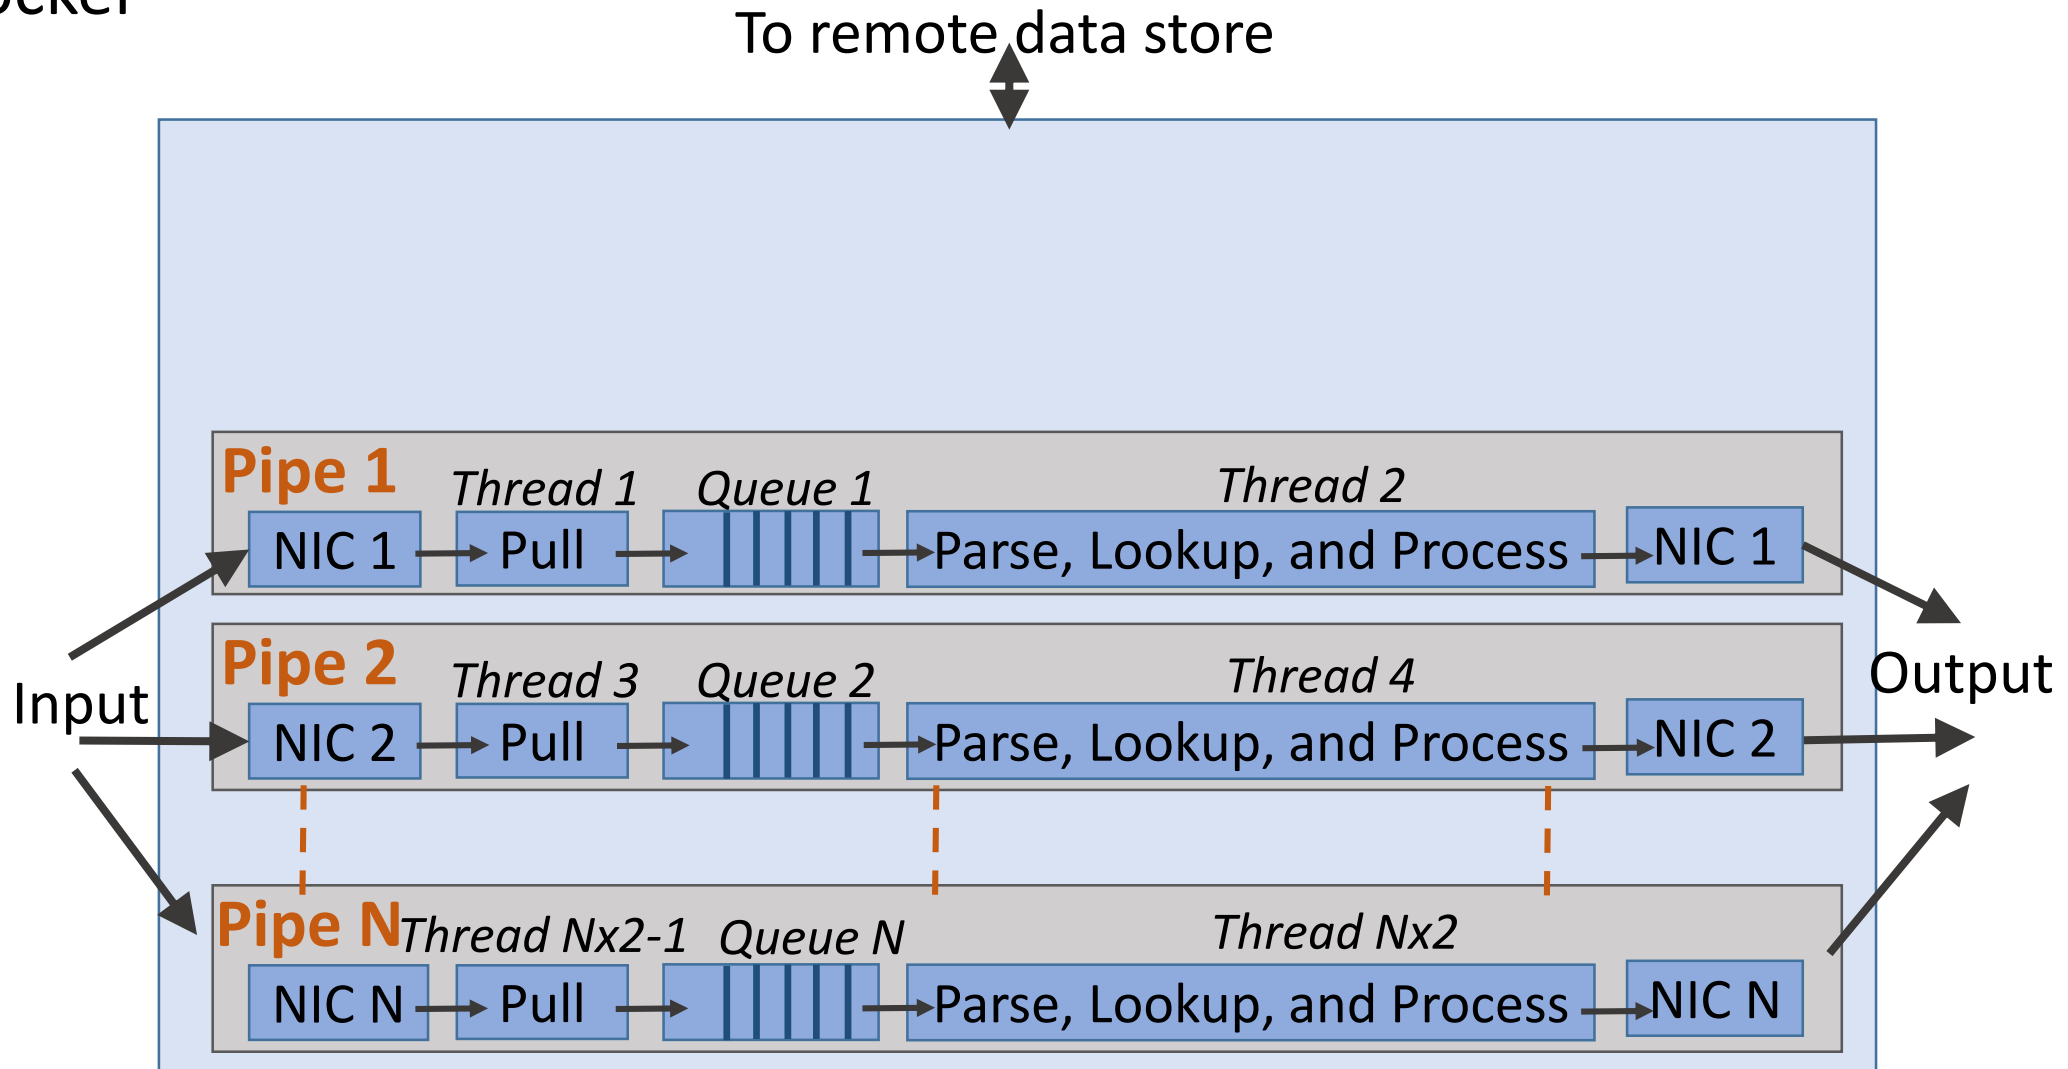 To remote data store
Pipe 1
Thread 1
Queue 1
Thread 2
NIC 1
Pull
Parse, Lookup, and Process
NIC 1
Pipe 2
Thread 3
Queue 2
Thread 4
Input
NIC 2
Pull
Parse, Lookup, and Process
NIC 2
Output
Pipe N
Thread Nx2-1
Queue N
Thread Nx2
NIC N
Pull
Parse, Lookup, and Process
NIC N